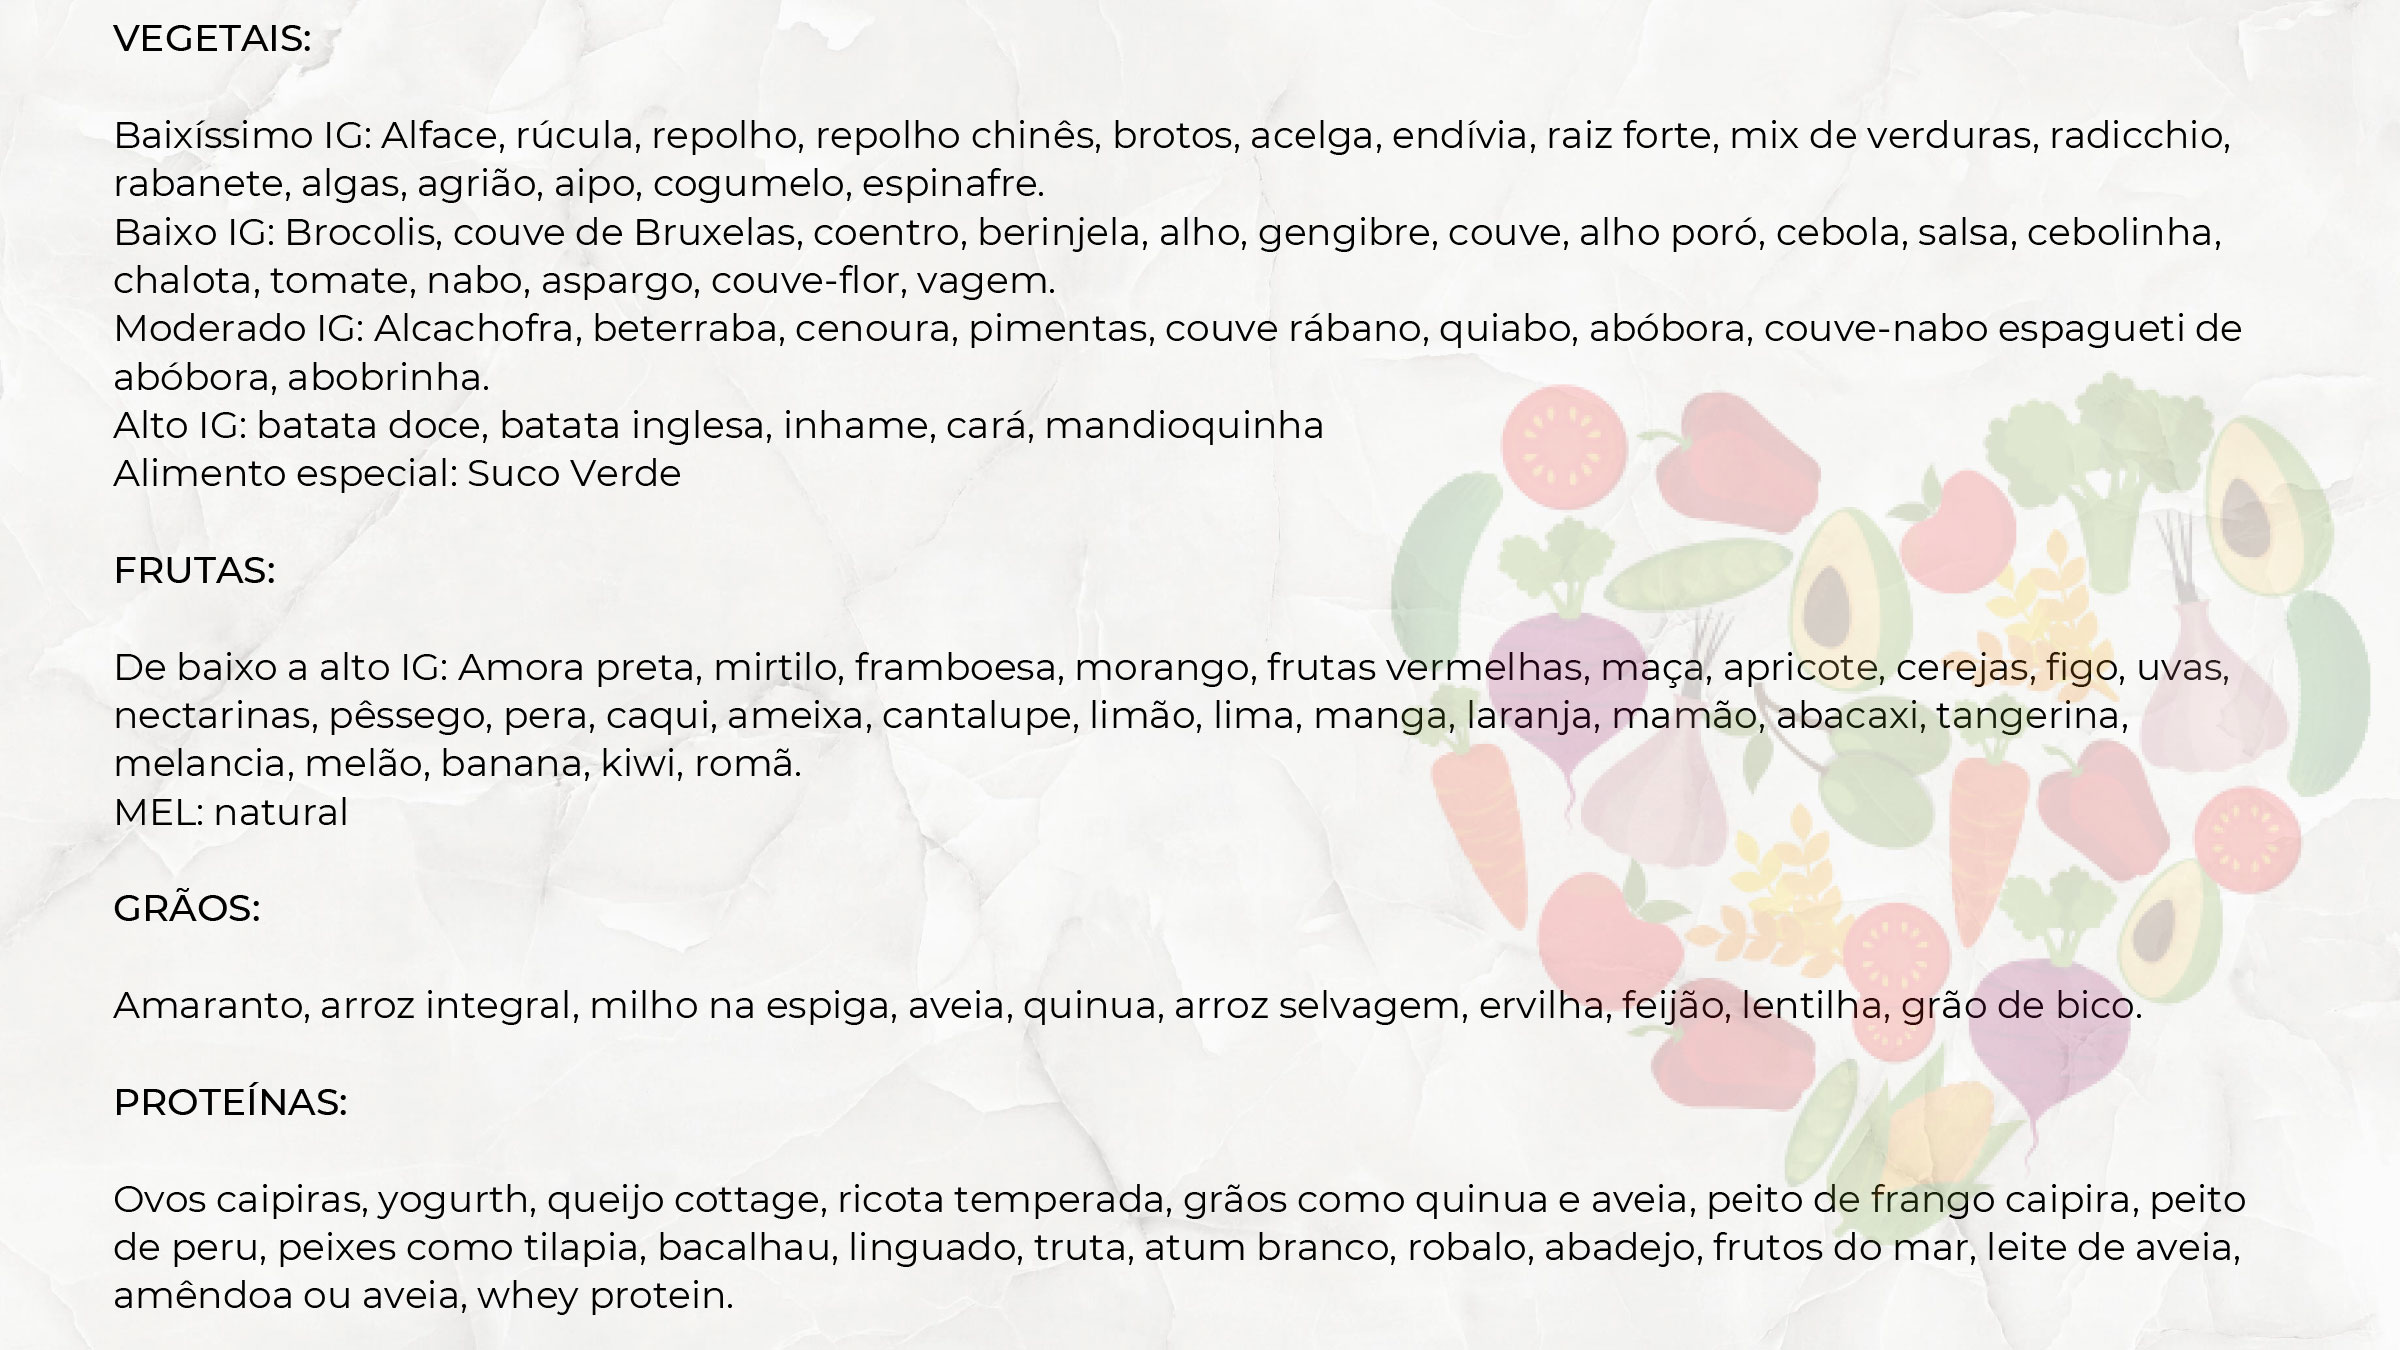 VEGETAIS:
Baixíssimo IG: Alface, rúcula, repolho, repolho chinês, brotos, acelga, endívia, raiz forte, mix de verduras, radicchio,
rabanete, algas, agrião, aipo, cogumelo, espinafre.
Baixo IG: Brocolis, couve de Bruxelas, coentro, berinjela, alho, gengibre, couve, alho poró, cebola, salsa, cebolinha,
chalota, tomate, nabo, aspargo, couve-flor, vagem.
Moderado IG: Alcachofra, beterraba, cenoura, pimentas, couve rábano, quiabo, abóbora, couve-nabo espagueti de
abóbora, abobrinha.
Alto IG: batata doce, batata inglesa, inhame, cará, mandioquinha
Alimento especial: Suco Verde
FRUTAS:
De baixo a alto IG: Amora preta, mirtilo, framboesa, morango, frutas vermelhas, maça, apricote, cerejas, figo, uvas,
nectarinas, pêssego, pera, caqui, ameixa, cantalupe, limão, lima, manga, laranja, mamão, abacaxi, tangerina,
melancia, melão, banana, kiwi, romã.
MEL: natural
GRÃOS:
Amaranto, arroz integral, milho na espiga, aveia, quinua, arroz selvagem, ervilha, feijão, lentilha, grão de bico.
PROTEÍNAS:
Ovos caipiras, yogurth, queijo cottage, ricota temperada, grãos como quinua e aveia, peito de frango caipira, peito
de peru, peixes como tilapia, bacalhau, linguado, truta, atum branco, robalo, abadejo, frutos do mar, leite de aveia,
amêndoa ou aveia, whey protein.